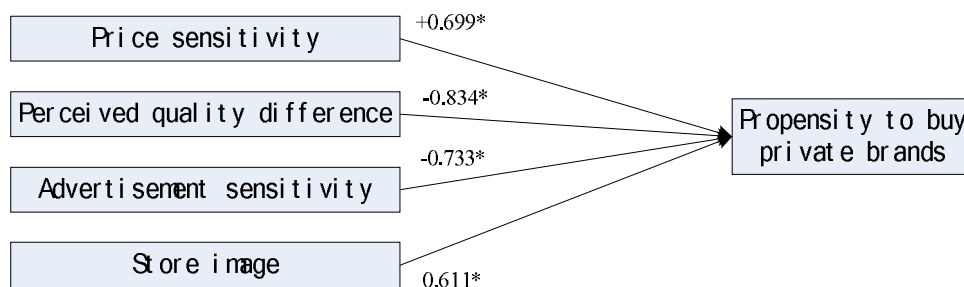 Price sensitivity
+0.699*
Perceived quality difference
-0.834*
Advertisement sensitivity
-0.733*
Store image
0.611*
Propensity to buy
private brands